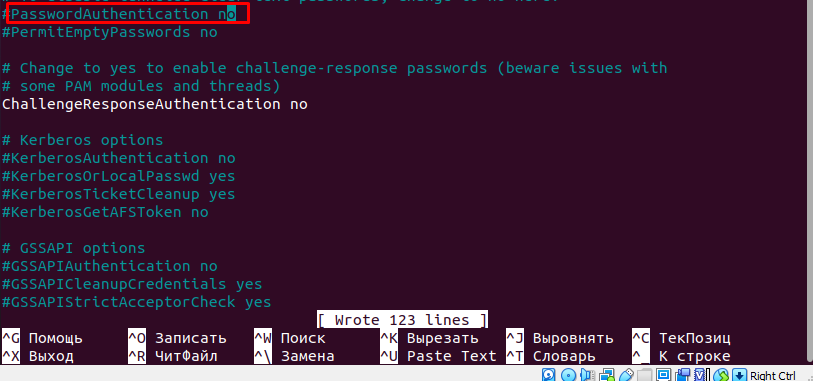 #PasswordAuthentication no
#PermitEmptyPasswords no
# Change to yes to enable challenge-response passwords (beware issues with
# some PAM modules and threads)
ChallengeResponseAuthentication no
# Kerberos options
#KerberosAuthentication no
#KerberosOrLocalPasswd yes
#KerberosTicketCleanup yes
#KerberosGetAFSToken no
# GSSAPI options
#GSSAPIAuthentication no
#GSSAPICleanupCredentials yes
#GSSAPIStrictAcceptorCheck yes
[ Wrote 123 lines ]
^G Помощь ^O Записать ^W Поиск ^K Вырезать ^J Выровнять ^C ТекПозиц
^X Выход ^R ЧитФайл ^\ Замена ^U Paste Text ^T Словарь ^_ К строке
Right Ctrl